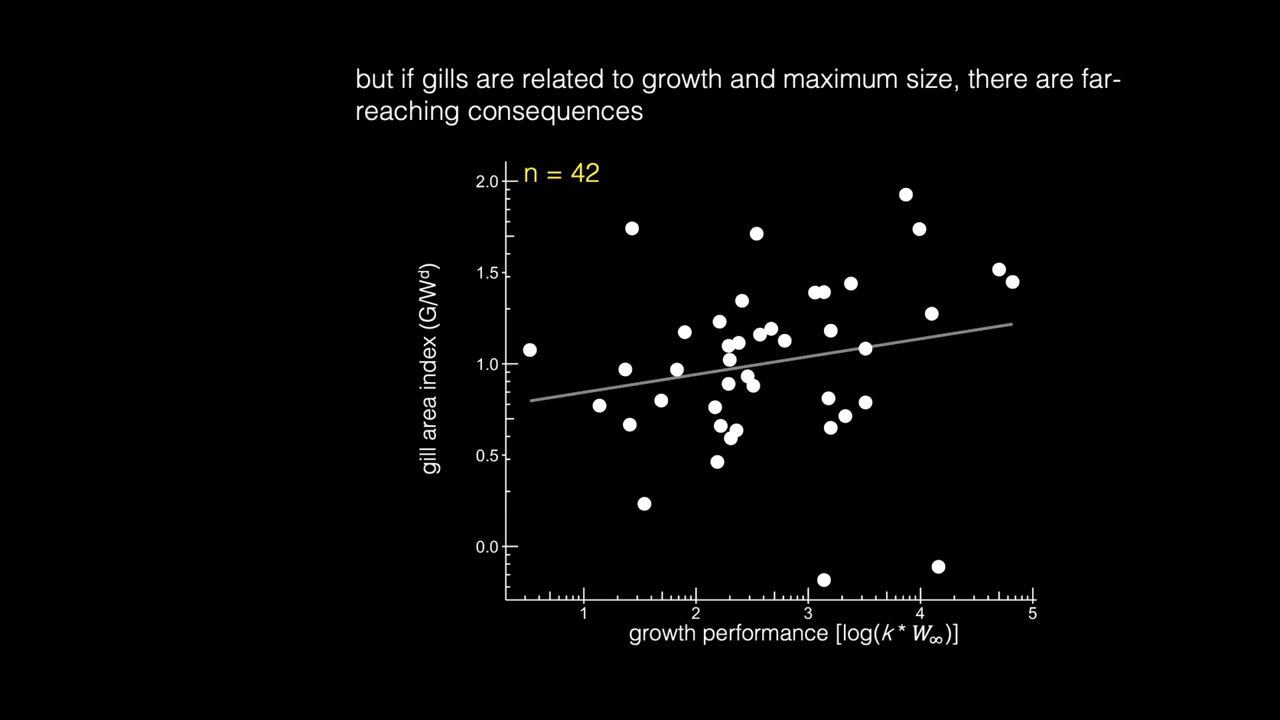 but if gills are related to growth and maximum size, there are far-
reaching consequences
n = 42
2.0
1.5
1.0
0.5
0.0
gill area index (G/Wᵈ)
1 2 3 4 5
growth performance [log(k * W∞)]